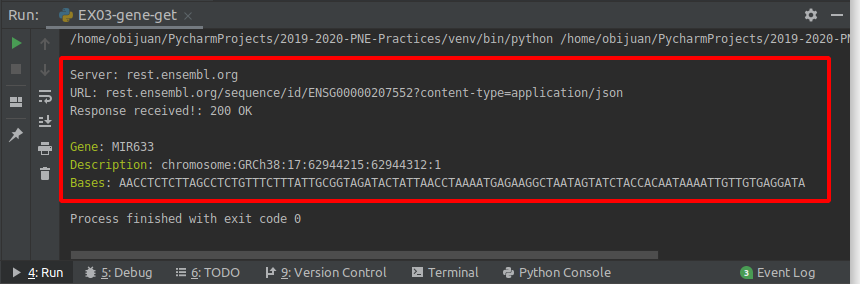 Run: EX03-gene-get
/home/obijuan/PycharmProjects/2019-2020-PNE-Practices/venv/bin/python /home/obijuan/PycharmProjects/2019-2020-PN
Server: rest.ensembl.org
URL: rest.ensembl.org/sequence/id/ENSG00000207552?content-type=application/json
Response received!: 200 OK
Gene: MIR633
Description: chromosome:GRCh38:17:62944215:62944312:1
Bases: AACCTCTCTTAGCCTCTGTTTCTTTATTGCGGTAGATACTATTAACCTAAAATGAGAAGGCTAATAGTATCTACCACAATAAAATTGTTGTGAGGATA
Process finished with exit code 0
4: Run 5: Debug 6: TODO 9: Version Control Terminal Python Console 3 Event Log